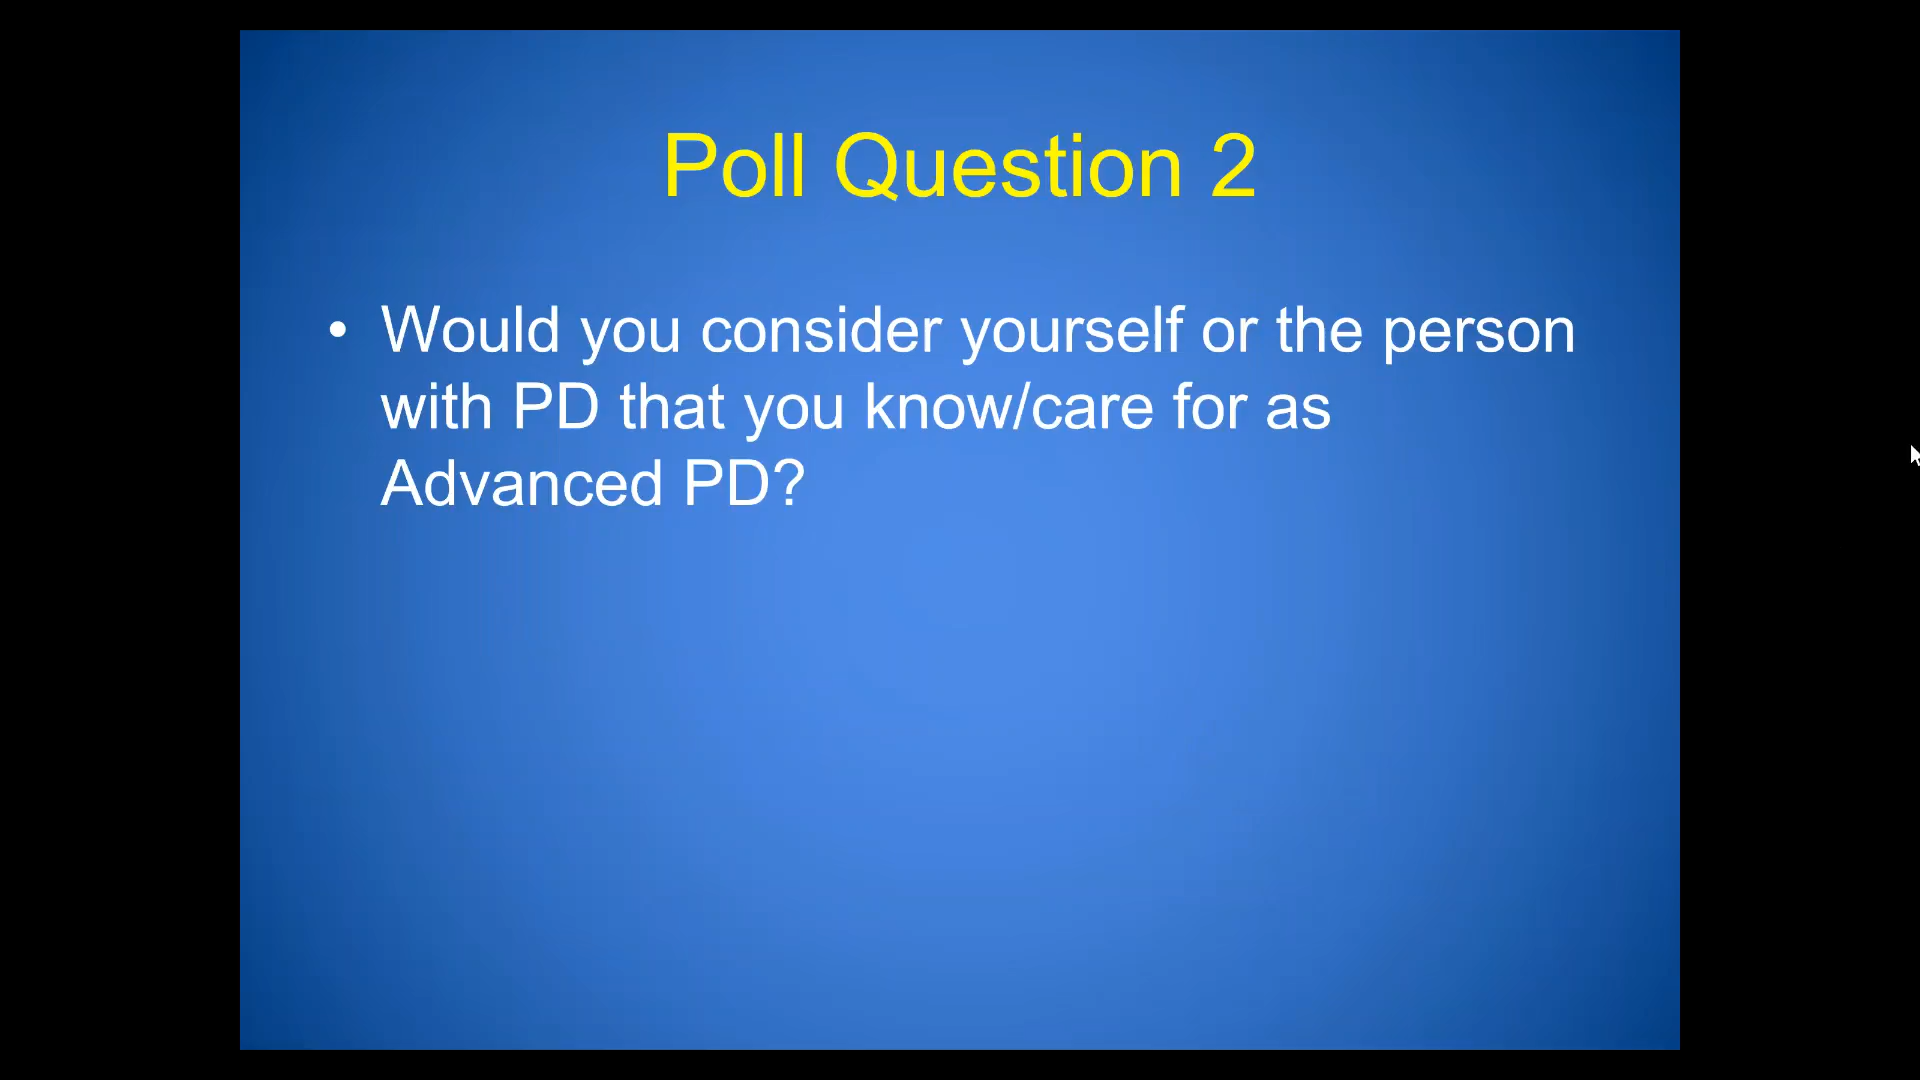 Poll Question 2
• Would you consider yourself or the person
with PD that you know/care for as
Advanced PD?